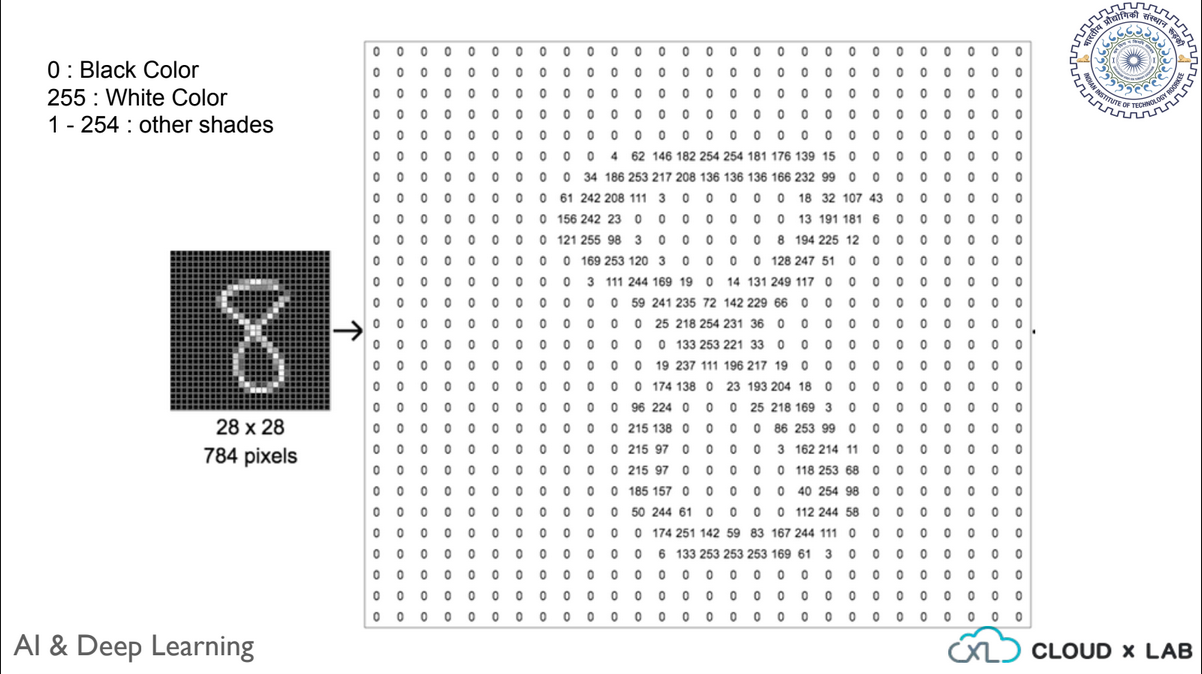 0 : Black Color
255 : White Color
1 - 254 : other shades
28 x 28
784 pixels
0 0 0 0 0 0 0 0 0 0 0 0 0 0 0 0 0 0 0 0 0 0 0 0 0 0 0 0
0 0 0 0 0 0 0 0 0 0 0 0 0 0 0 0 0 0 0 0 0 0 0 0 0 0 0 0
0 0 0 0 0 0 0 0 0 0 0 0 0 0 0 0 0 0 0 0 0 0 0 0 0 0 0 0
0 0 0 0 0 0 0 0 0 0 0 0 0 0 0 0 0 0 0 0 0 0 0 0 0 0 0 0
0 0 0 0 0 0 0 0 0 0 0 0 0 0 0 0 0 0 0 0 0 0 0 0 0 0 0 0
0 0 0 0 0 0 0 0 0 0 4 62 146 182 254 254 181 176 139 15 0 0 0 0 0 0 0 0
0 0 0 0 0 0 0 0 0 34 186 253 217 208 136 136 136 166 232 99 0 0 0 0 0 0 0 0
0 0 0 0 0 0 0 0 61 242 208 111 3 0 0 0 0 0 18 32 107 43 0 0 0 0 0 0
0 0 0 0 0 0 0 0 156 242 23 0 0 0 0 0 0 0 13 191 181 6 0 0 0 0 0 0
0 0 0 0 0 0 0 0 121 255 98 3 0 0 0 0 0 8 194 225 12 0 0 0 0 0 0 0
0 0 0 0 0 0 0 0 0 169 253 120 3 0 0 0 0 128 247 51 0 0 0 0 0 0 0 0
0 0 0 0 0 0 0 0 0 3 111 244 169 19 0 14 131 249 117 0 0 0 0 0 0 0 0 0
0 0 0 0 0 0 0 0 0 0 0 59 241 235 72 142 229 66 0 0 0 0 0 0 0 0 0 0
0 0 0 0 0 0 0 0 0 0 0 0 25 218 254 231 36 0 0 0 0 0 0 0 0 0 0 0
0 0 0 0 0 0 0 0 0 0 0 0 0 133 253 221 33 0 0 0 0 0 0 0 0 0 0 0
0 0 0 0 0 0 0 0 0 0 0 0 19 237 111 196 217 19 0 0 0 0 0 0 0 0 0 0
0 0 0 0 0 0 0 0 0 0 0 0 174 138 0 23 193 204 18 0 0 0 0 0 0 0 0 0
0 0 0 0 0 0 0 0 0 0 0 96 224 0 0 0 25 218 169 3 0 0 0 0 0 0 0 0
0 0 0 0 0 0 0 0 0 0 0 215 138 0 0 0 0 86 253 99 0 0 0 0 0 0 0 0
0 0 0 0 0 0 0 0 0 0 0 215 97 0 0 0 0 3 162 214 11 0 0 0 0 0 0 0
0 0 0 0 0 0 0 0 0 0 0 215 97 0 0 0 0 0 118 253 68 0 0 0 0 0 0 0
0 0 0 0 0 0 0 0 0 0 0 185 157 0 0 0 0 0 40 254 98 0 0 0 0 0 0 0
0 0 0 0 0 0 0 0 0 0 0 50 244 61 0 0 0 0 112 244 58 0 0 0 0 0 0 0
0 0 0 0 0 0 0 0 0 0 0 0 174 251 142 59 83 167 244 111 0 0 0 0 0 0 0 0
0 0 0 0 0 0 0 0 0 0 0 0 6 133 253 253 253 169 61 3 0 0 0 0 0 0 0 0
0 0 0 0 0 0 0 0 0 0 0 0 0 0 0 0 0 0 0 0 0 0 0 0 0 0 0 0
0 0 0 0 0 0 0 0 0 0 0 0 0 0 0 0 0 0 0 0 0 0 0 0 0 0 0 0
0 0 0 0 0 0 0 0 0 0 0 0 0 0 0 0 0 0 0 0 0 0 0 0 0 0 0 0
भारतीय प्रौद्योगिकी संस्थान रूड़की
INDIAN INSTITUTE OF TECHNOLOGY ROORKEE
AI & Deep Learning
CXL CLOUD x LAB